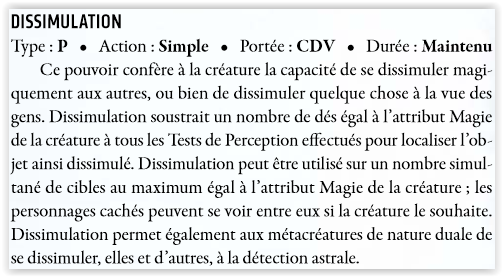 DISSIMULATION
Type : P • Action : Simple • Portée : CDV • Durée : Maintenu
Ce pouvoir confère à la créature la capacité de se dissimuler magi-
quement aux autres, ou bien de dissimuler quelque chose à la vue des
gens. Dissimulation soustrait un nombre de dés égal à l'attribut Magie
de la créature à tous les Tests de Perception effectués pour localiser l'ob-
jet ainsi dissimulé. Dissimulation peut être utilisé sur un nombre simul-
tané de cibles au maximum égal à l'attribut Magie de la créature ; les
personnages cachés peuvent se voir entre eux si la créature le souhaite.
Dissimulation permet également aux métacréatures de nature duale de
se dissimuler, elles et d'autres, à la détection astrale.